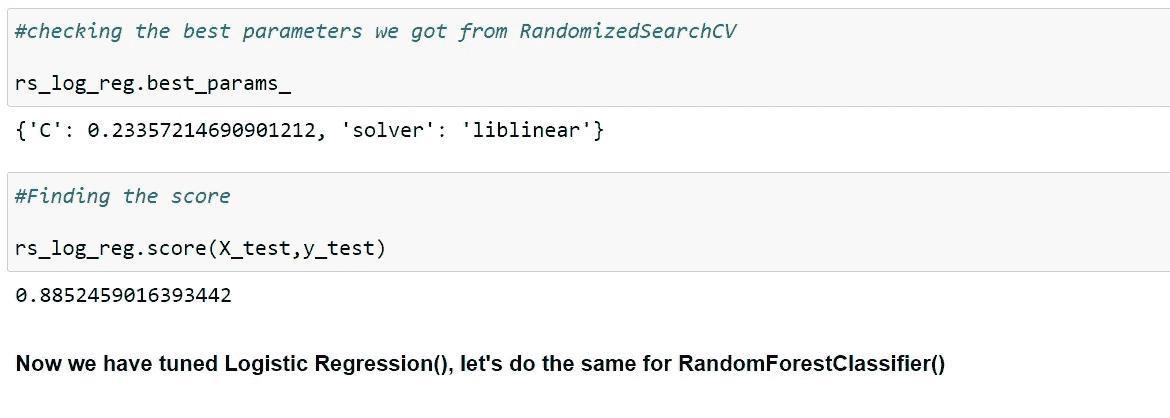 #checking the best parameters we got from RandomizedSearchCV
rs_log_reg.best_params_
{'C': 0.23357214690901212, 'solver': 'liblinear'}
#Finding the score
rs_log_reg.score(X_test,y_test)
0.8852459016393442
Now we have tuned Logistic Regression(), let's do the same for RandomForestClassifier()